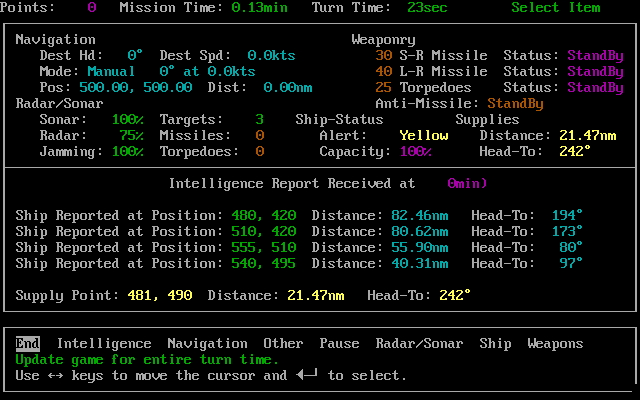 Points:   0   Mission Time: 0.13min   Turn Time:  23sec   Select Item
Navigation   Weaponry
Dest Hd:   0°  Dest Spd:  0.0kts   30 S-R Missile  Status: StandBy
Mode: Manual   0° at 0.0kts   40 L-R Missile  Status: StandBy
Pos: 500.00, 500.00  Dist:  0.00nm   25 Torpedoes  Status: StandBy
Radar/Sonar   Anti-Missile: StandBy
Sonar: 100%  Targets:   3   Ship-Status   Supplies
Radar:  75%  Missiles:  0   Alert:   Yellow   Distance: 21.47nm
Jamming: 100%  Torpedoes: 0   Capacity: 100%   Head-To:  242°
Intelligence Report Received at    0min)
Ship Reported at Position: 480, 420  Distance: 82.46nm  Head-To:  194°
Ship Reported at Position: 510, 420  Distance: 80.62nm  Head-To:  173°
Ship Reported at Position: 555, 510  Distance: 55.90nm  Head-To:   80°
Ship Reported at Position: 540, 495  Distance: 40.31nm  Head-To:   97°
Supply Point: 481, 490  Distance: 21.47nm   Head-To: 242°
End  Intelligence  Navigation  Other  Pause  Radar/Sonar  Ship  Weapons
Update game for entire turn time.
Use ↔ keys to move the cursor and ◄─┘ to select.